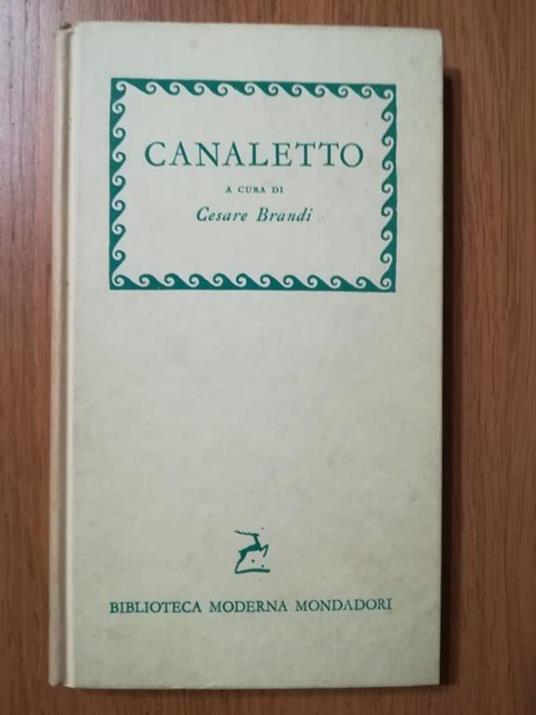 CANALETTO
A CURA DI
Cesare Brandi
BIBLIOTECA MODERNA MONDADORI